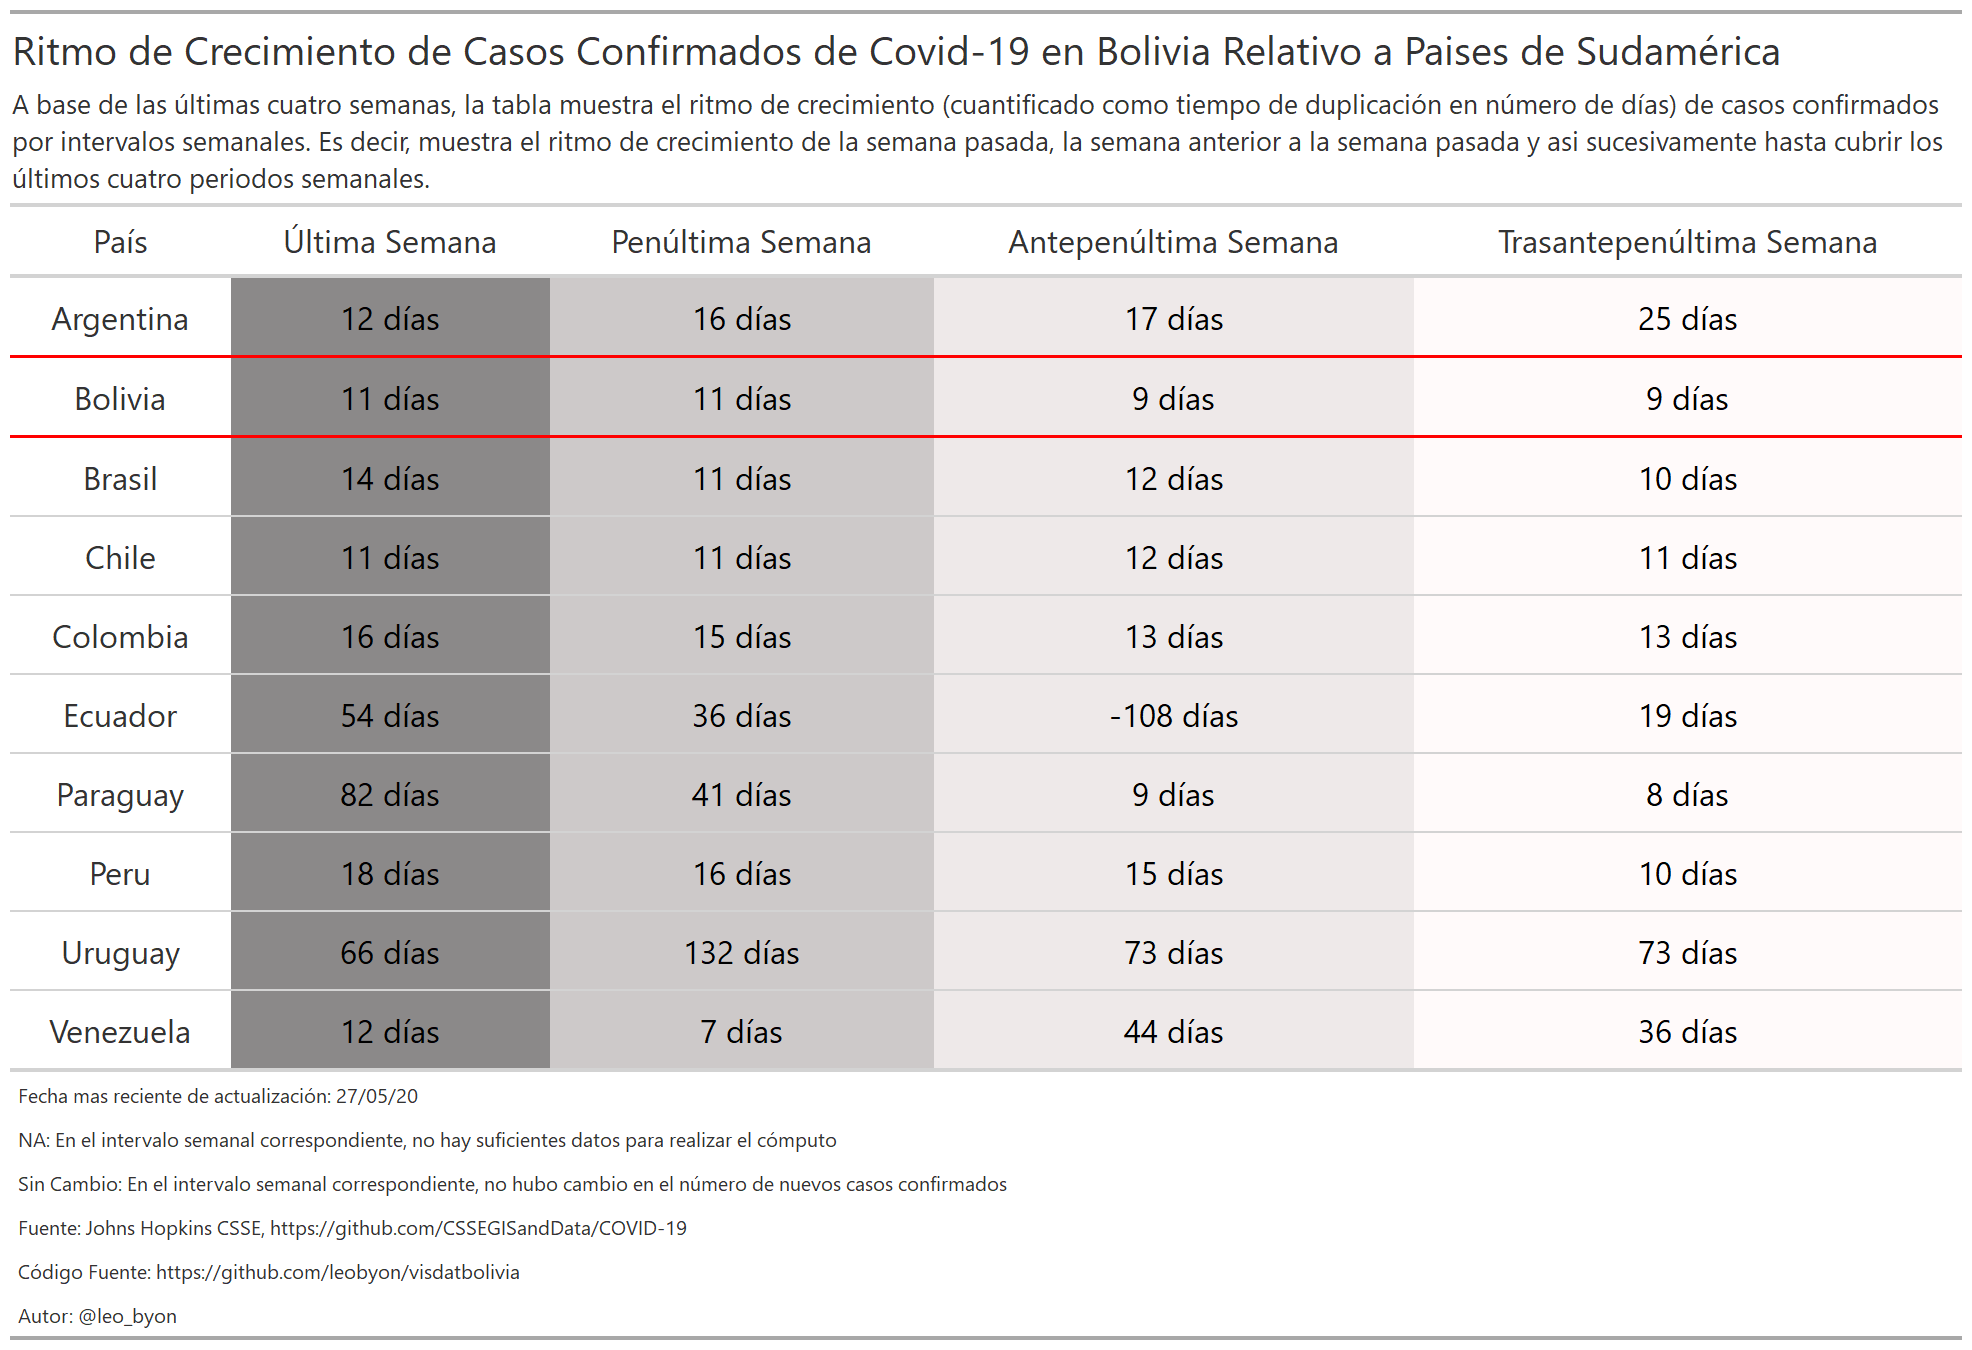 Ritmo de Crecimiento de Casos Confirmados de Covid-19 en Bolivia Relativo a Paises de Sudamérica
A base de las últimas cuatro semanas, la tabla muestra el ritmo de crecimiento (cuantificado como tiempo de duplicación en número de días) de casos confirmados
por intervalos semanales. Es decir, muestra el ritmo de crecimiento de la semana pasada, la semana anterior a la semana pasada y asi sucesivamente hasta cubrir los
últimos cuatro periodos semanales.
País Última Semana Penúltima Semana Antepenúltima Semana Trasantepenúltima Semana
Argentina 12 días 16 días 17 días 25 días
Bolivia 11 días 11 días 9 días 9 días
Brasil 14 días 11 días 12 días 10 días
Chile 11 días 11 días 12 días 11 días
Colombia 16 días 15 días 13 días 13 días
Ecuador 54 días 36 días -108 días 19 días
Paraguay 82 días 41 días 9 días 8 días
Peru 18 días 16 días 15 días 10 días
Uruguay 66 días 132 días 73 días 73 días
Venezuela 12 días 7 días 44 días 36 días
Fecha mas reciente de actualización: 27/05/20
NA: En el intervalo semanal correspondiente, no hay suficientes datos para realizar el cómputo
Sin Cambio: En el intervalo semanal correspondiente, no hubo cambio en el número de nuevos casos confirmados
Fuente: Johns Hopkins CSSE, https://github.com/CSSEGISandData/COVID-19
Código Fuente: https://github.com/leobyon/visdatbolivia
Autor: @leo_byon